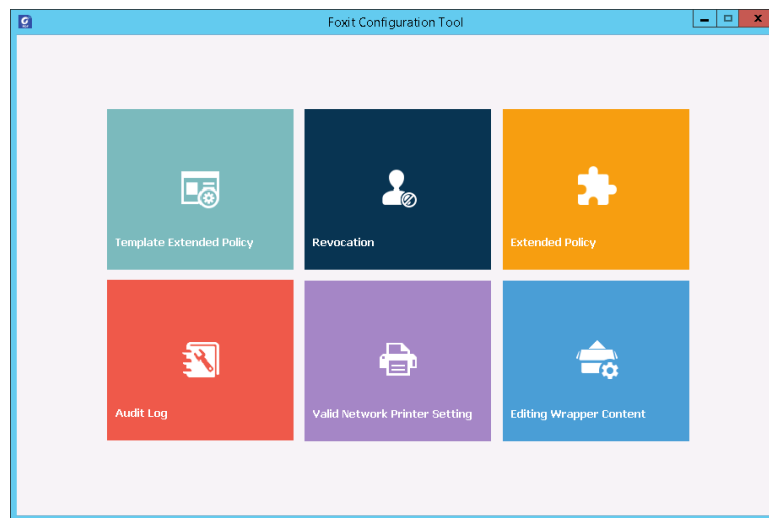 Foxit Configuration Tool
Template Extended Policy
Revocation
Extended Policy
Audit Log
Valid Network Printer Setting
Editing Wrapper Content